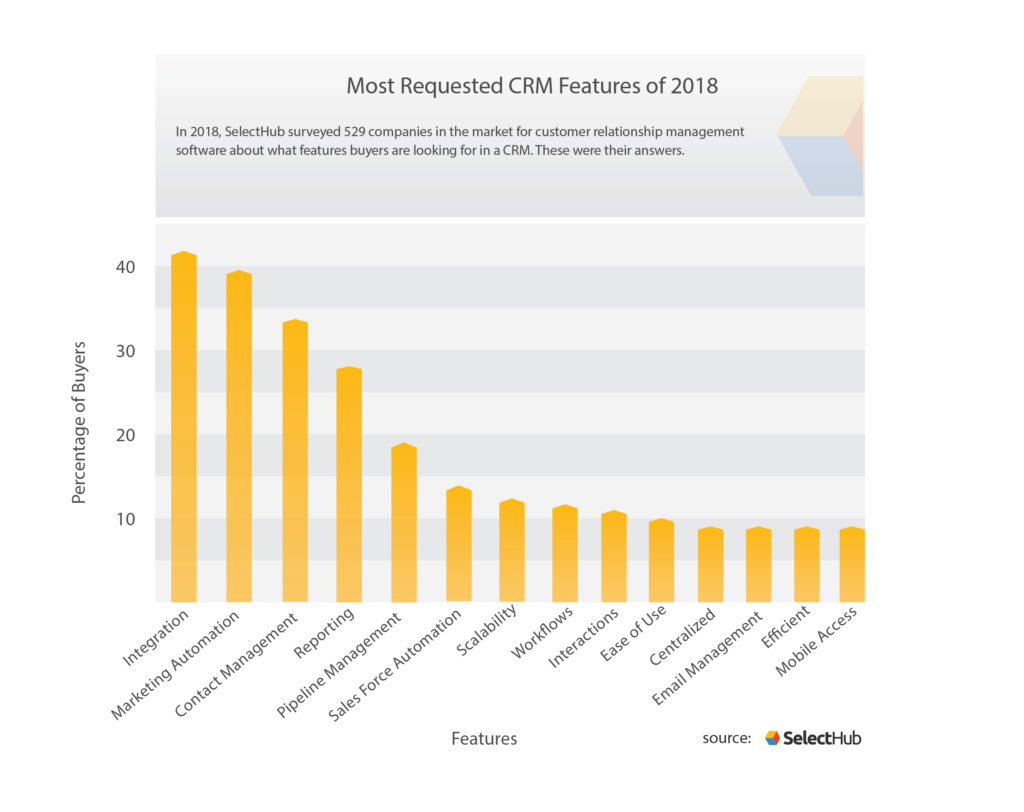 Most Requested CRM Features of 2018
In 2018, SelectHub surveyed 529 companies in the market for customer relationship management
software about what features buyers are looking for in a CRM. These were their answers.
40
30
20
10
Percentage of Buyers
Integration
Marketing Automation
Contact Management
Reporting
Pipeline Management
Sales Force Automation
Scalability
Workflows
Interactions
Ease of Use
Centralized
Email Management
Efficient
Mobile Access
Features
source: SelectHub